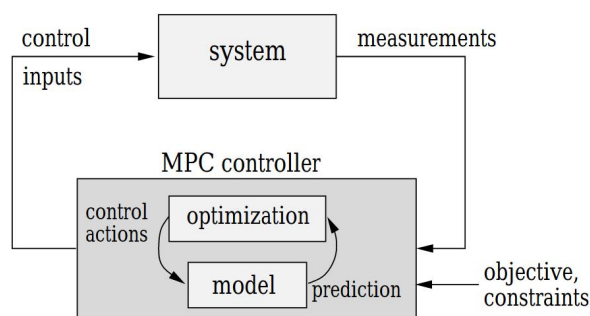 control
inputs
system
measurements
MPC controller
control
actions
optimization
model
prediction
objective,
constraints